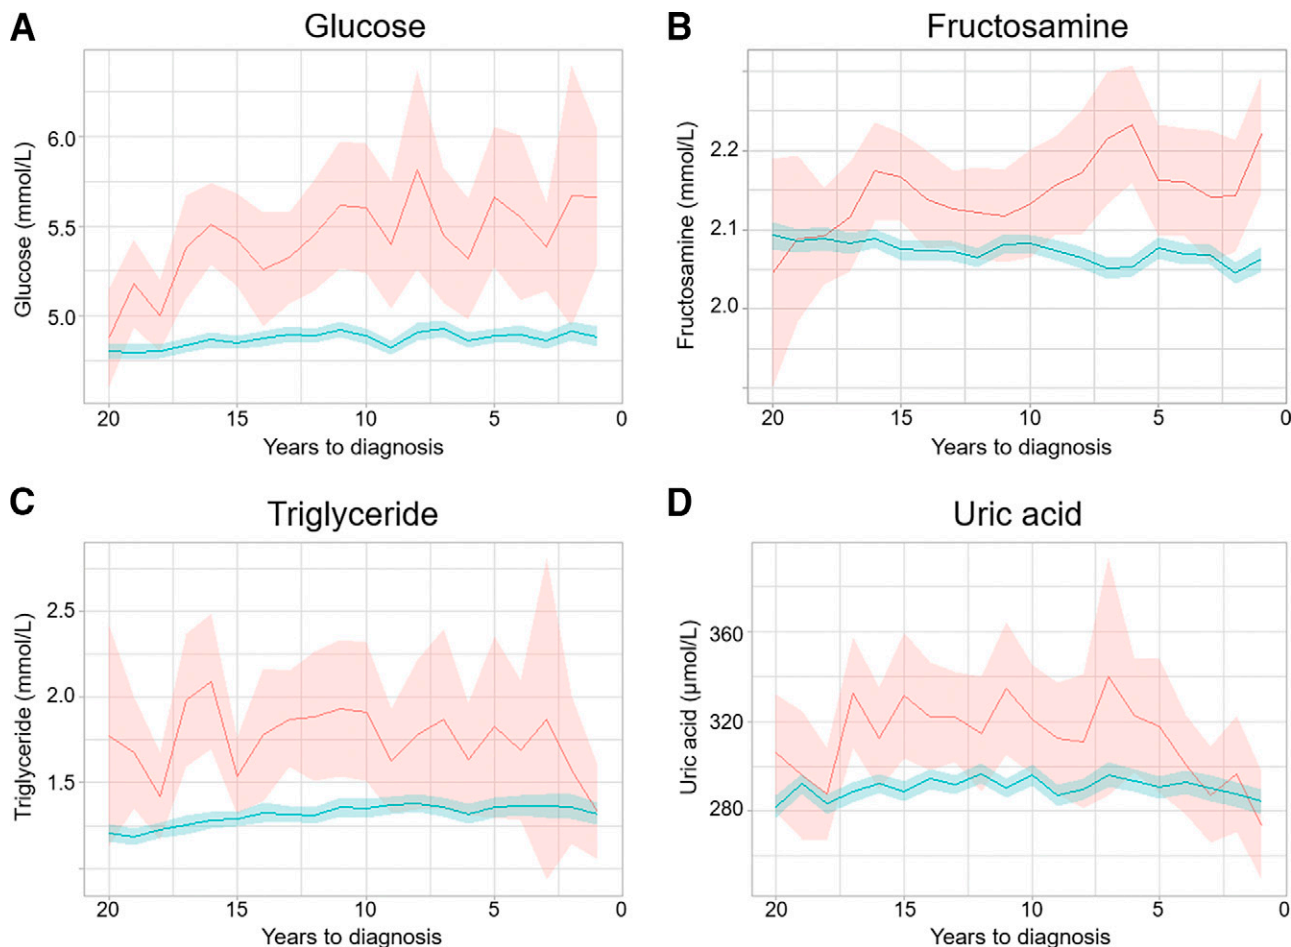 A
Glucose
Glucose (mmol/L)
6.0
5.5
5.0
20 15 10 5 0
Years to diagnosis
B
Fructosamine
Fructosamine (mmol/L)
2.2
2.1
2.0
20 15 10 5 0
Years to diagnosis
C
Triglyceride
Triglyceride (mmol/L)
2.5
2.0
1.5
20 15 10 5 0
Years to diagnosis
D
Uric acid
Uric acid (µmol/L)
360
320
280
20 15 10 5 0
Years to diagnosis